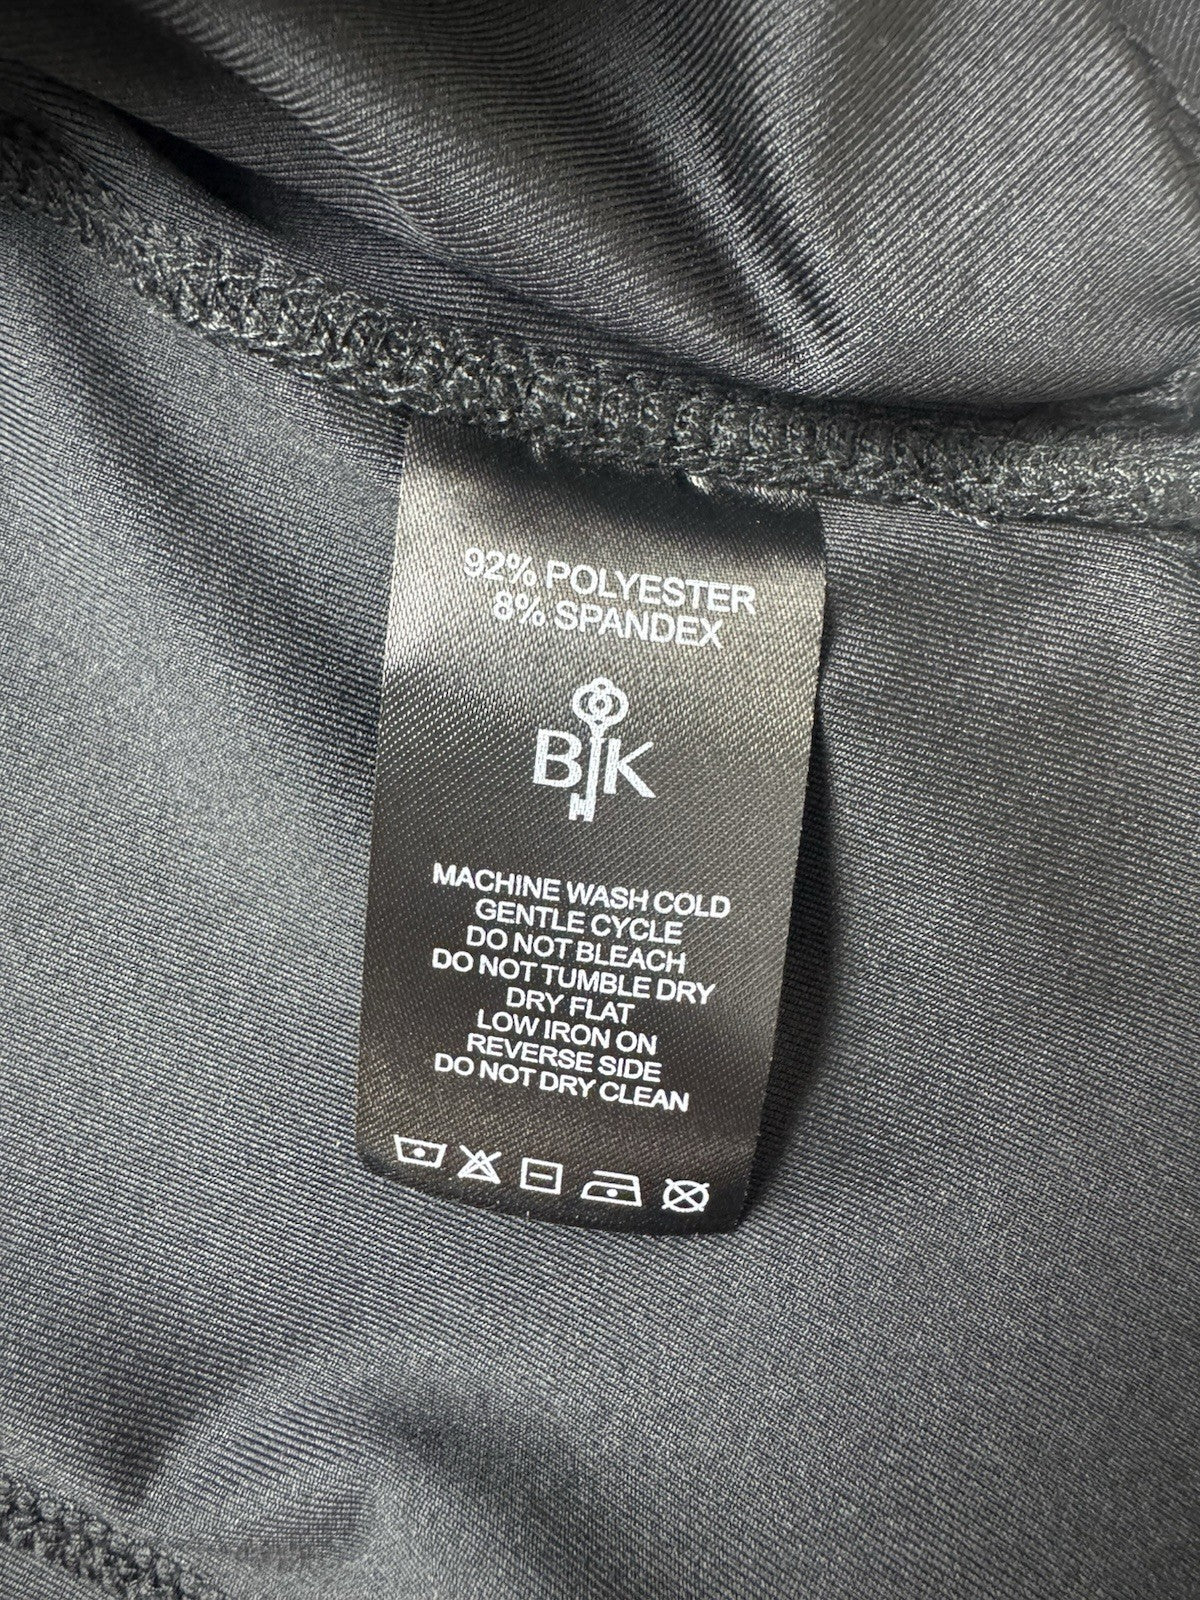 92% POLYESTER
8% SPANDEX
BK
MACHINE WASH COLD
GENTLE CYCLE
DO NOT BLEACH
DO NOT TUMBLE DRY
DRY FLAT
LOW IRON ON
REVERSE SIDE
DO NOT DRY CLEAN